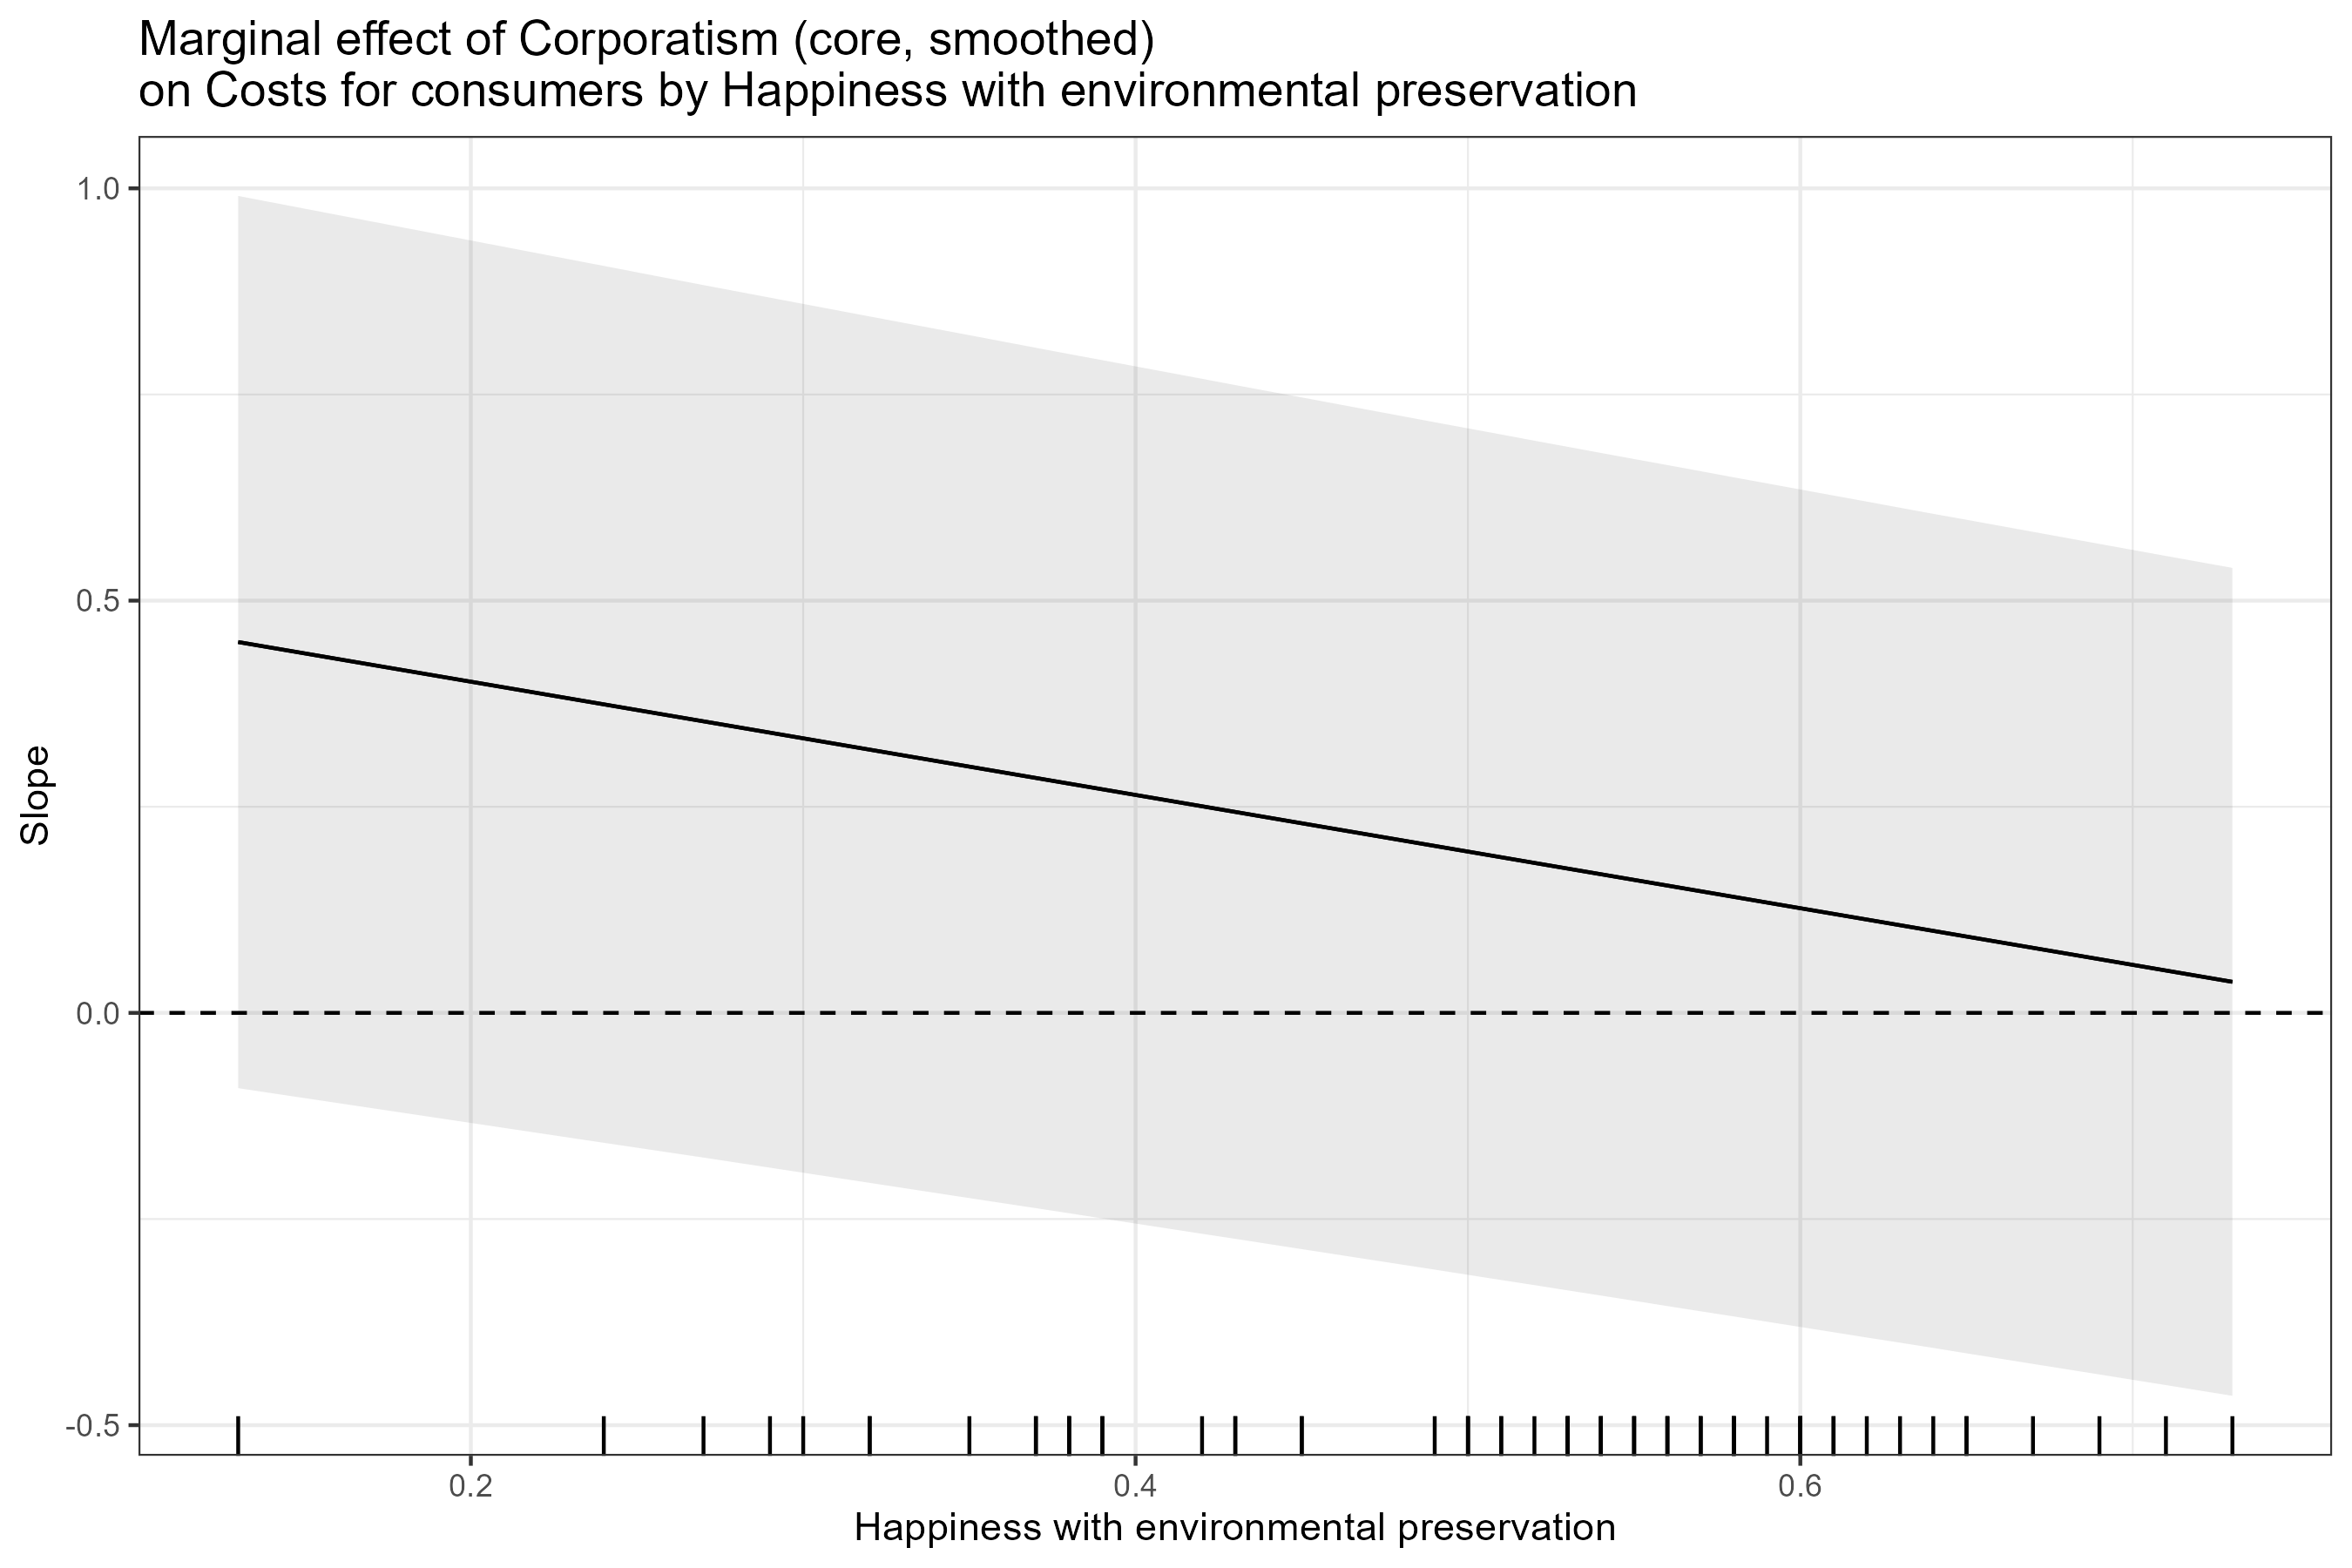 Marginal effect of Corporatism (core, smoothed)
on Costs for consumers by Happiness with environmental preservation
1.0
0.5
0.0
-0.5
Slope
0.2
0.4
0.6
Happiness with environmental preservation